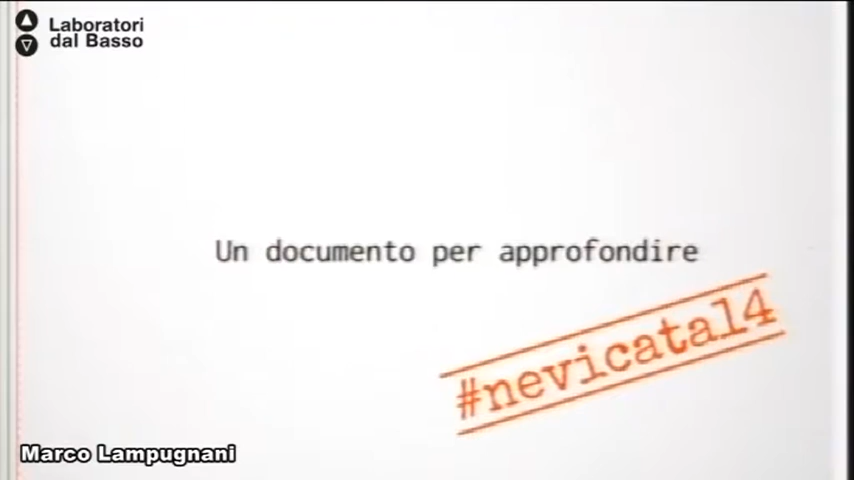 Laboratori
dal Basso
Un documento per approfondire
#nevicata14
Marco Lampugnani